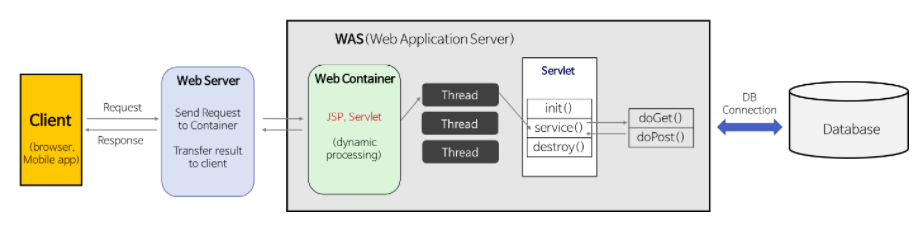 WAS(Web Application Server)
Client
(browser,
Mobile app)
Request
Response
Web Server
Send Request
to Container
Transfer result
to client
Web Container
JSP, Servlet
(dynamic
processing)
Thread
Thread
Thread
Servlet
init()
service()
destroy()
doGet()
doPost()
DB
Connection
Database